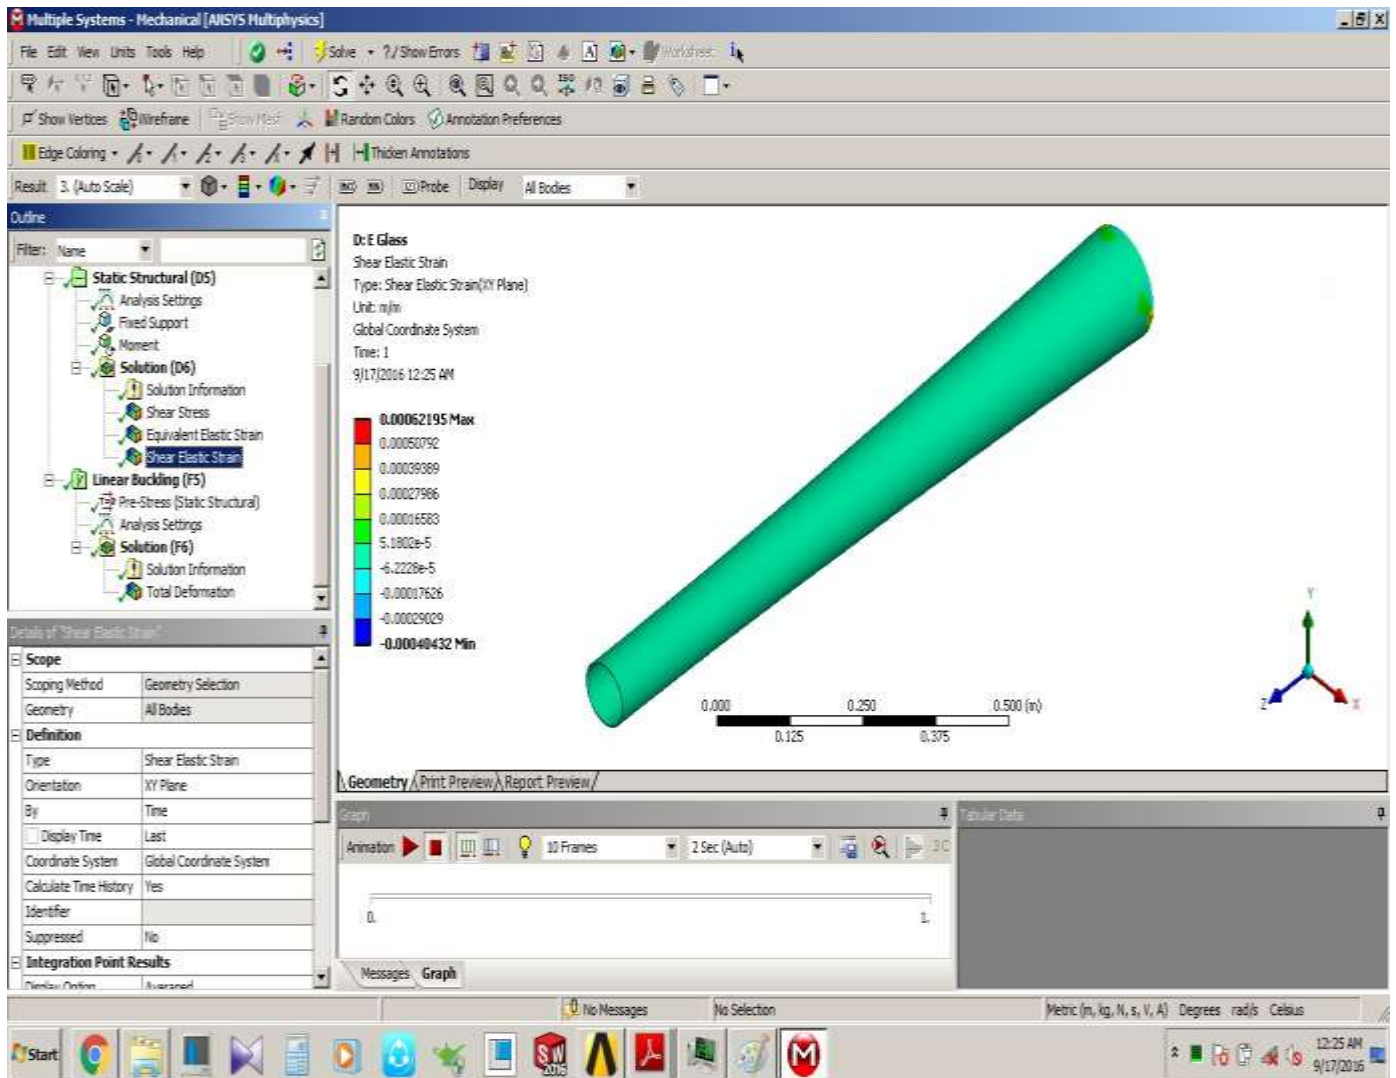 Multiple Systems - Mechanical [ANSYS Multiphysics]
File Edit View Units Tools Help Solve ?/ Show Errors Worksheet
Show Vertices Wireframe Show Mesh Random Colors Annotation Preferences
Edge Coloring Thicken Annotations
Result 3. (Auto Scale) Probe Display All Bodies
Outline
Filter: Name
Static Structural (D5)
Analysis Settings
Fixed Support
Moment
Solution (D6)
Solution Information
Shear Stress
Equivalent Elastic Strain
Shear Elastic Strain
Linear Buckling (F5)
Pre-Stress (Static Structural)
Analysis Settings
Solution (F6)
Solution Information
Total Deformation
Details of "Shear Elastic Strain"
Scope
Scoping Method Geometry Selection
Geometry All Bodies
Definition
Type Shear Elastic Strain
Orientation XY Plane
By Time
Display Time Last
Coordinate System Global Coordinate System
Calculate Time History Yes
Identifier
Suppressed No
Integration Point Results
Display Option Averaged
D: E Glass
Shear Elastic Strain
Type: Shear Elastic Strain(XY Plane)
Unit: m/m
Global Coordinate System
Time: 1
9/17/2016 12:25 AM
0.00062195 Max
0.00050792
0.00039389
0.00027986
0.00016583
5.1802e-5
-6.2228e-5
-0.00017626
-0.00029029
-0.00040432 Min
0.000 0.250 0.500 (m)
0.125 0.375
Y
Z X
Geometry Print Preview Report Preview
Graph
Animation 10 Frames 2 Sec (Auto) 3C
0. 1.
Messages Graph
Tabular Data
No Messages No Selection Metric (m, kg, N, s, V, A) Degrees rad/s Celsius
Start SW 2016 M
12:25 AM
9/17/2016